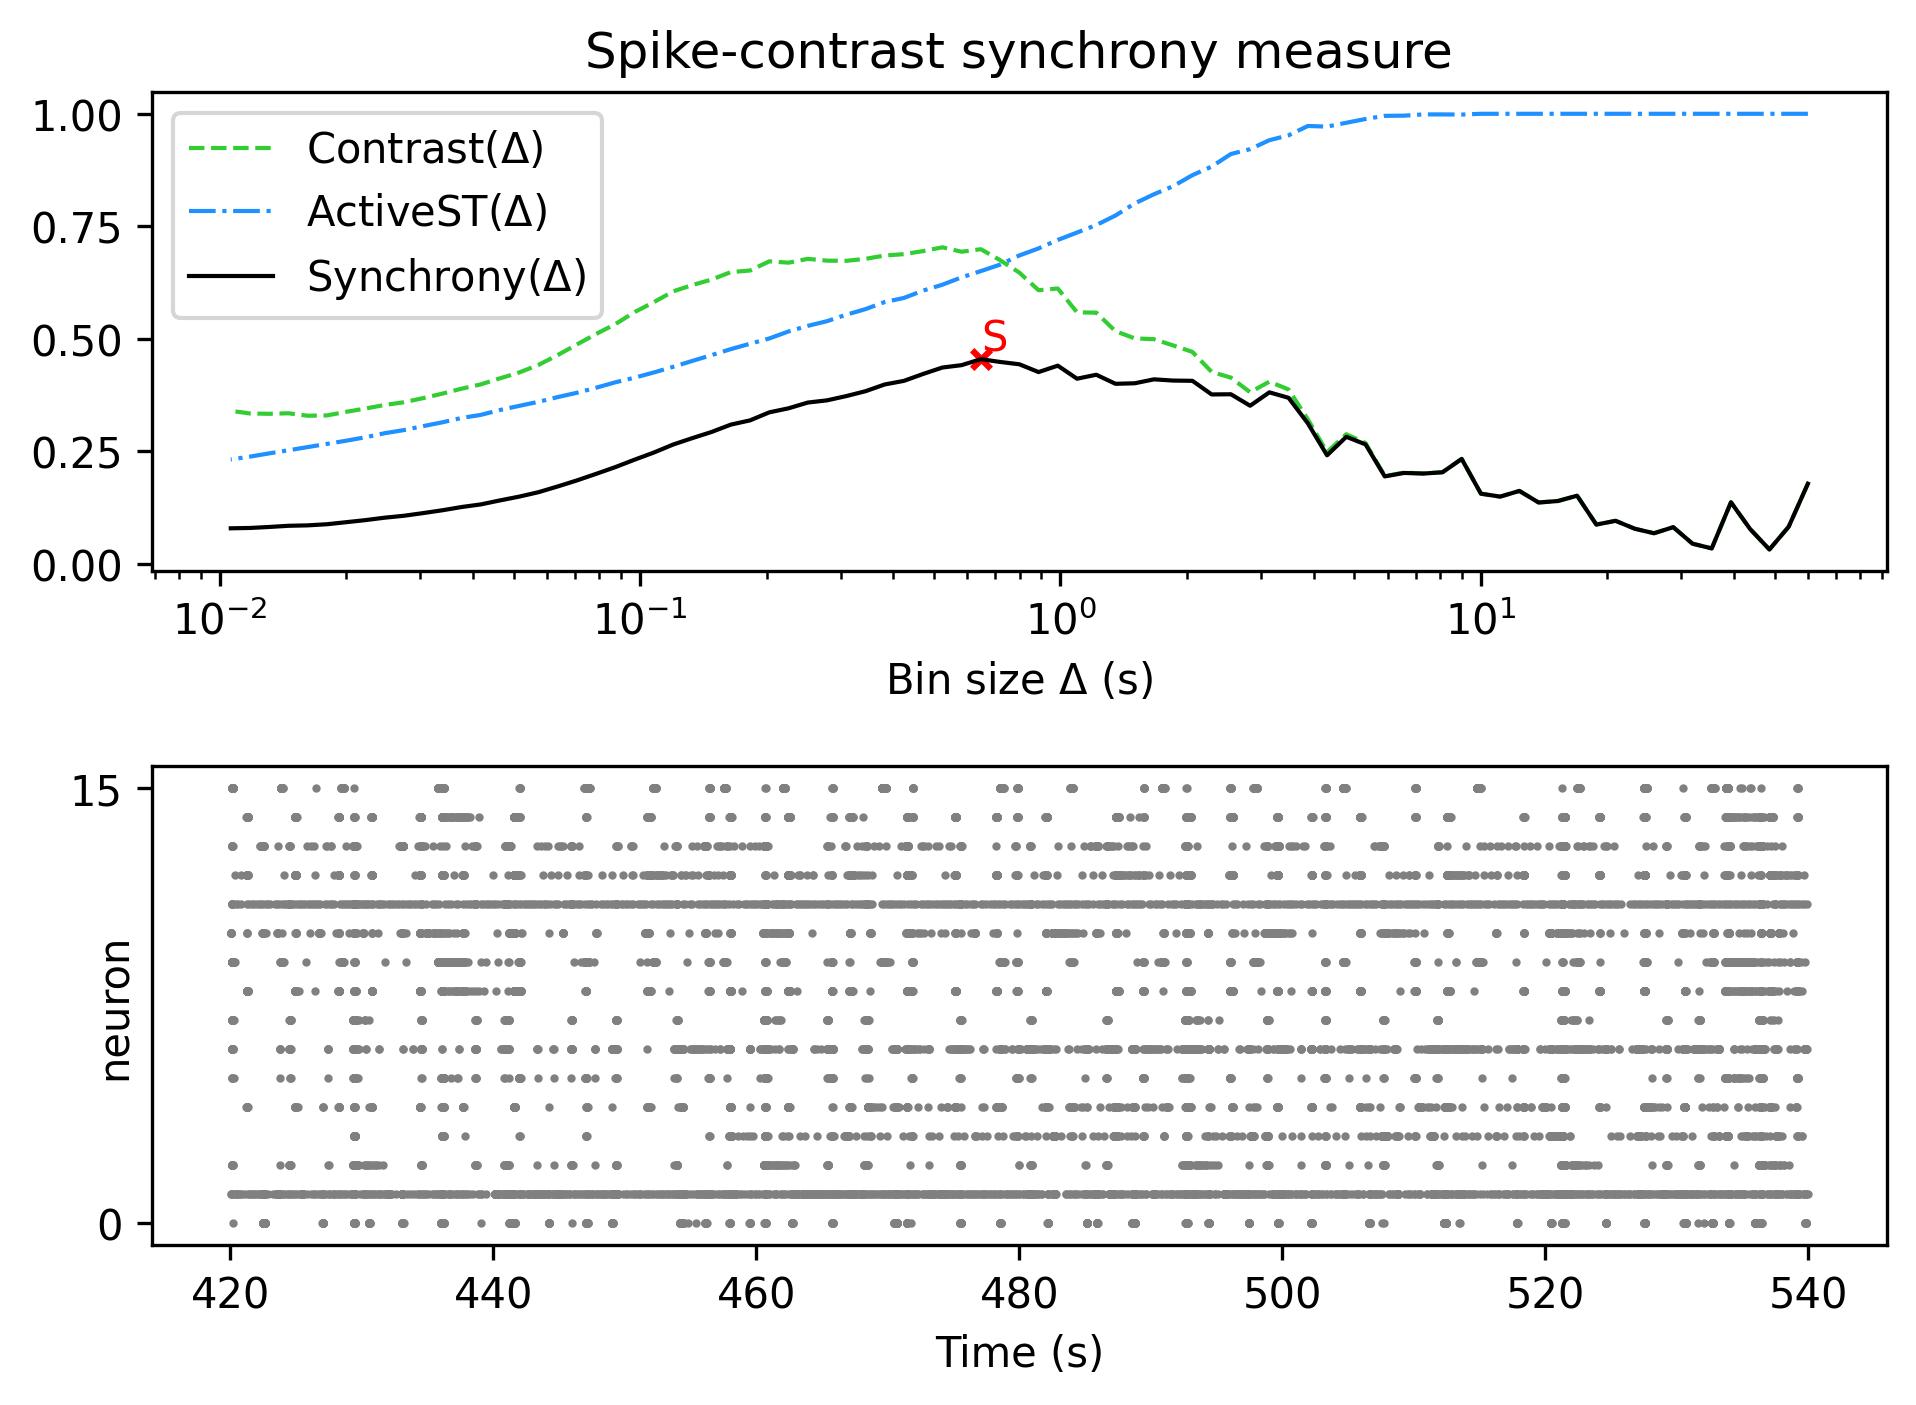 Spike-contrast synchrony measure
1.00
0.75
0.50
0.25
0.00
Contrast(Δ)
ActiveST(Δ)
Synchrony(Δ)
S
10⁻² 10⁻¹ 10⁰ 10¹
Bin size Δ (s)
15
0
neuron
420 440 460 480 500 520 540
Time (s)